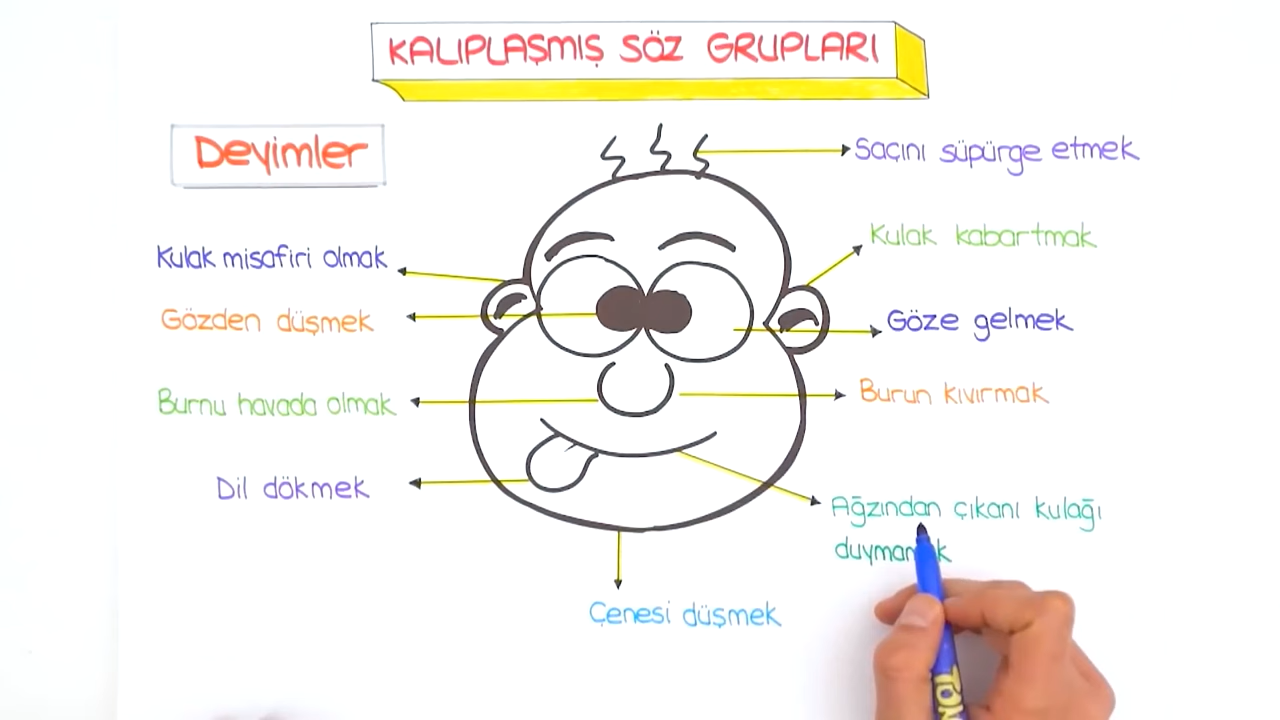 KALIPLAŞMIŞ SÖZ GRUPLARI
Deyimler
Saçını süpürge etmek
Kulak misafiri olmak
Kulak kabartmak
Gözden düşmek
Göze gelmek
Burnu havada olmak
Burun kıvırmak
Dil dökmek
Ağzından çıkanı kulağı
Çenesi düşmek